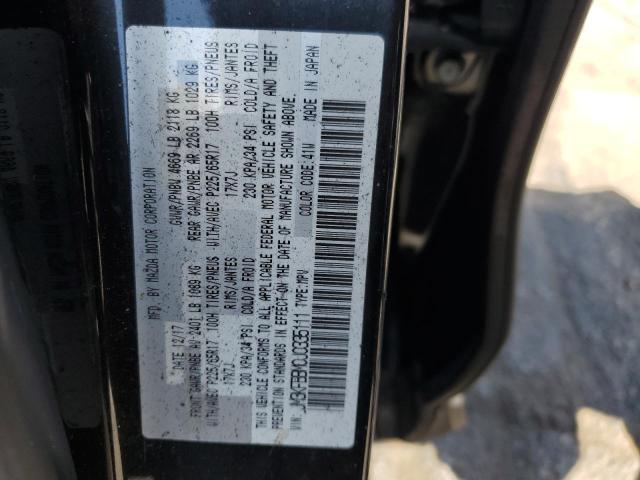 MFD. BY MAZDA MOTOR CORPORATION
DATE: 12/17 GVWR/PNBV 4669 LB 2118 KG
FRONT GAWR/PNBE AV 2401 LB 1089 KG REAR GAWR/PNBE AR 2269 LB 1029 KG
WITH/AVEC P225/65R17 100H TIRES/PNEUS WITH/AVEC P225/65R17 100H TIRES/PNEUS
17X7J RIMS/JANTES 17X7J RIMS/JANTES
230 KPA/34 PSI COLD/A FROID 230 KPA/34 PSI COLD/A FROID
THIS VEHICLE CONFORMS TO ALL APPLICABLE FEDERAL MOTOR VEHICLE SAFETY AND THEFT
PREVENTION STANDARDS IN EFFECT ON THE DATE OF MANUFACTURE SHOWN ABOVE.
VIN: TYPE:MPV COLOR CODE:41W MADE IN JAPAN